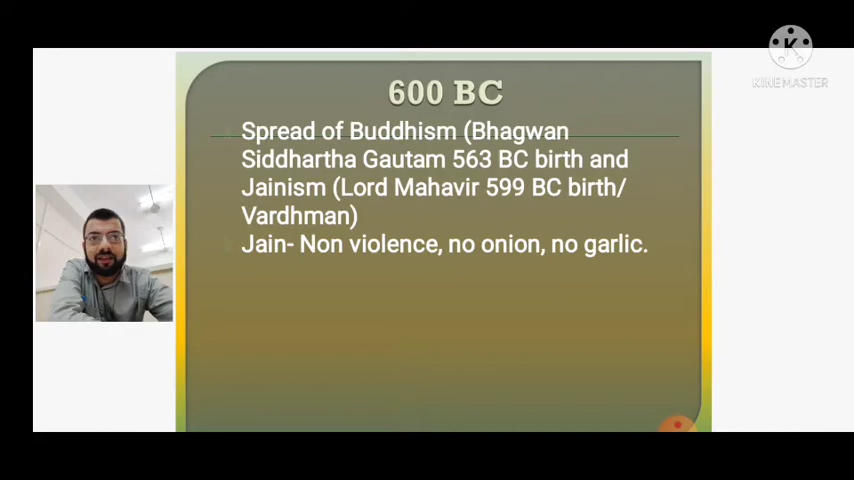 600 BC
Spread of Buddhism (Bhagwan
Siddhartha Gautam 563 BC birth and
Jainism (Lord Mahavir 599 BC birth/
Vardhman)
Jain- Non violence, no onion, no garlic.
K
KINEMASTER